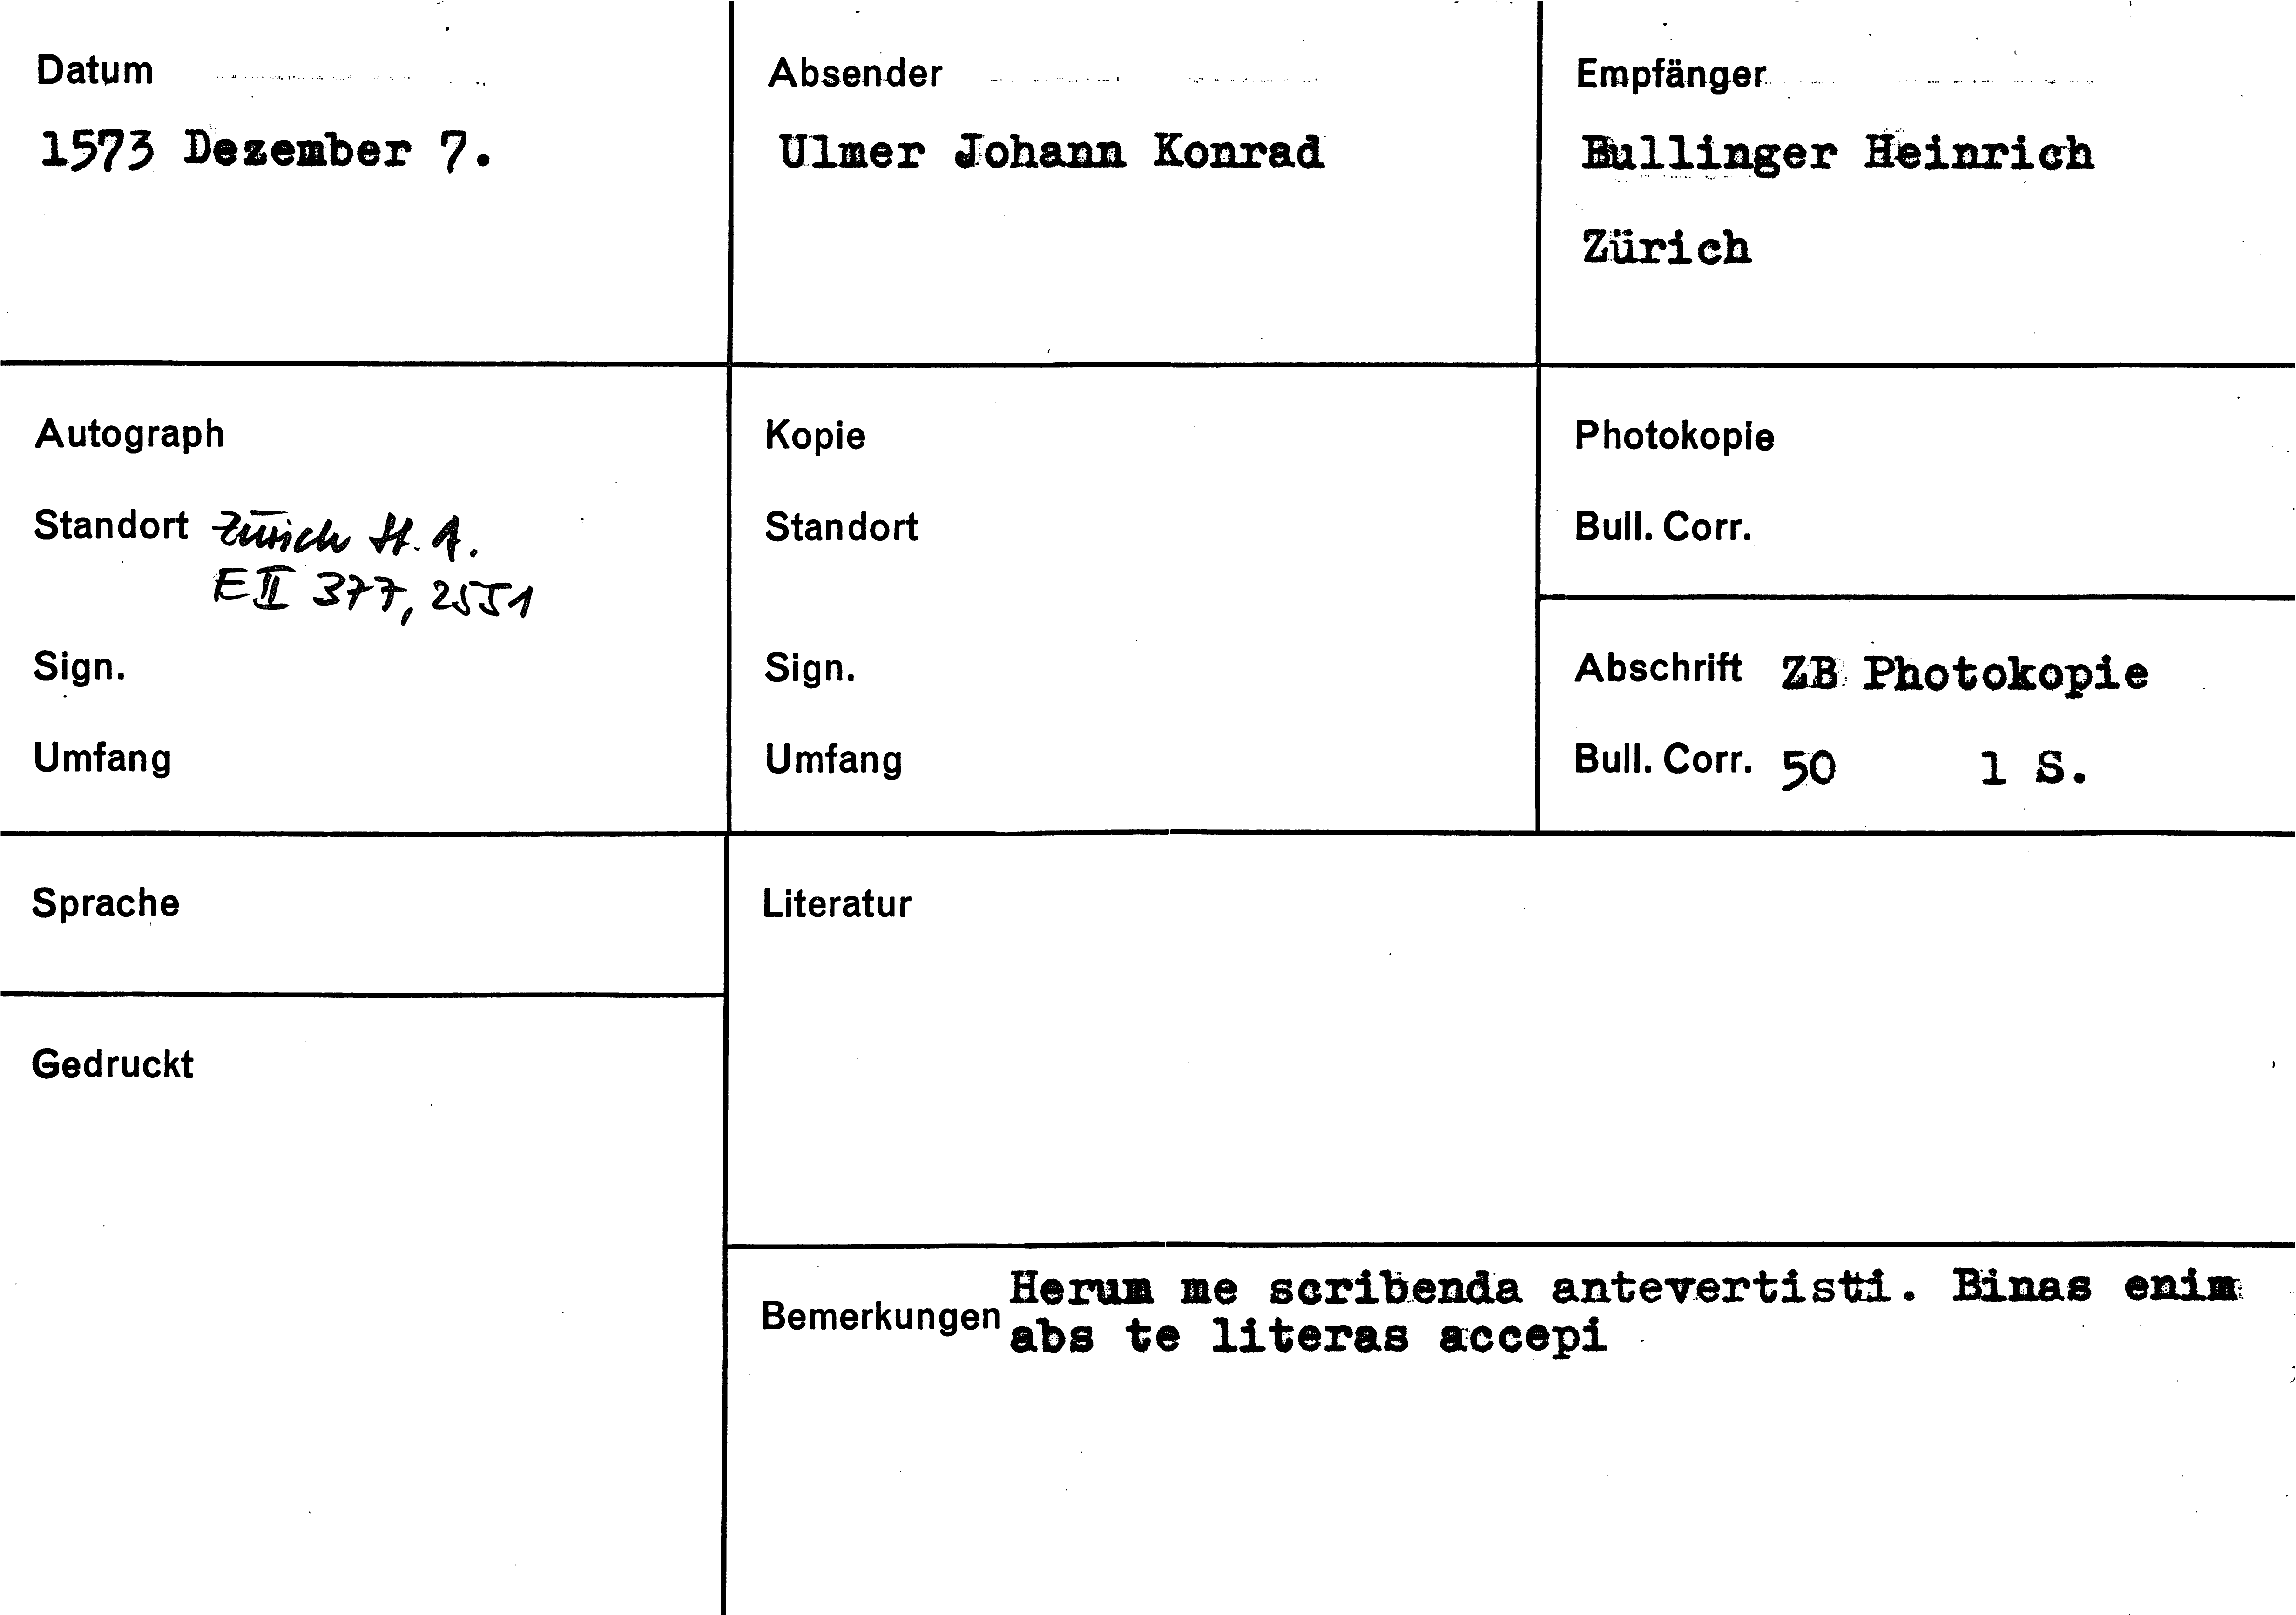 Datum
1573 Dezember 7.
Absender
Ulmer Johann Konrad
Empfänger
Bullinger Heinrich
Zürich
Autograph
Standort Zürich St. A.
E II 377, 2551
Sign.
Umfang
Kopie
Standort
Sign.
Umfang
Photokopie
Bull. Corr.
Abschrift ZB Photokopie
Bull. Corr. 50 1 S.
Sprache
Gedruckt
Literatur
Bemerkungen
Herum me scribenda antevertisti. Binas enim
abs te literas accepi